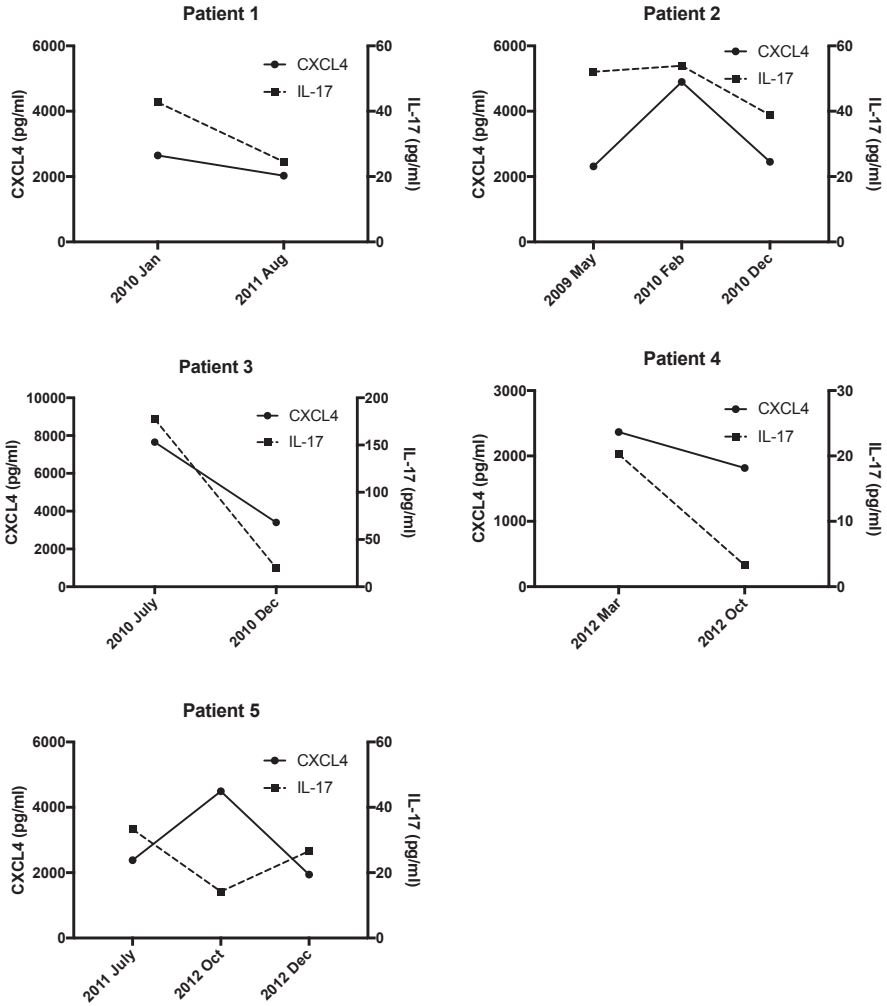 Patient 1
6000
4000
2000
0
CXCL4 (pg/ml)
60
40
20
0
IL-17 (pg/ml)
CXCL4
IL-17
2010 Jan
2011 Aug
Patient 2
6000
4000
2000
0
CXCL4 (pg/ml)
60
40
20
0
IL-17 (pg/ml)
CXCL4
IL-17
2009 May
2010 Feb
2010 Dec
Patient 3
10000
8000
6000
4000
2000
0
CXCL4 (pg/ml)
200
150
100
50
0
IL-17 (pg/ml)
CXCL4
IL-17
2010 July
2010 Dec
Patient 4
3000
2000
1000
0
CXCL4 (pg/ml)
30
20
10
0
IL-17 (pg/ml)
CXCL4
IL-17
2012 Mar
2012 Oct
Patient 5
6000
4000
2000
0
CXCL4 (pg/ml)
60
40
20
0
IL-17 (pg/ml)
CXCL4
IL-17
2011 July
2012 Oct
2012 Dec